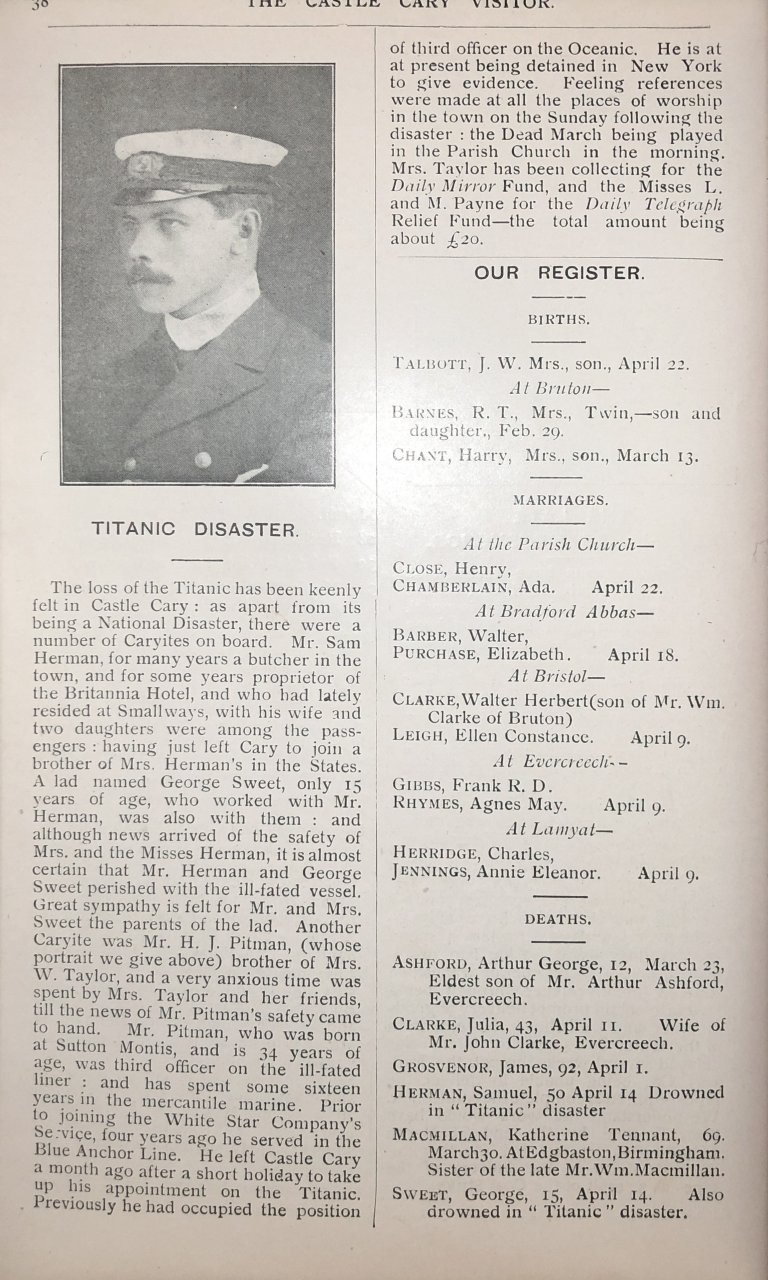 38
THE CASTLE CARY VISITOR.
TITANIC DISASTER.
The loss of the Titanic has been keenly
felt in Castle Cary : as apart from its
being a National Disaster, there were a
number of Caryites on board. Mr. Sam
Herman, for many years a butcher in the
town, and for some years proprietor of
the Britannia Hotel, and who had lately
resided at Smallways, with his wife and
two daughters were among the pass-
engers : having just left Cary to join a
brother of Mrs. Herman's in the States.
A lad named George Sweet, only 15
years of age, who worked with Mr.
Herman, was also with them : and
although news arrived of the safety of
Mrs. and the Misses Herman, it is almost
certain that Mr. Herman and George
Sweet perished with the ill-fated vessel.
Great sympathy is felt for Mr. and Mrs.
Sweet the parents of the lad. Another
Caryite was Mr. H. J. Pitman, (whose
portrait we give above) brother of Mrs.
W. Taylor, and a very anxious time was
spent by Mrs. Taylor and her friends,
till the news of Mr. Pitman's safety came
to hand. Mr. Pitman, who was born
at Sutton Montis, and is 34 years of
age, was third officer on the ill-fated
liner : and has spent some sixteen
years in the mercantile marine. Prior
to joining the White Star Company's
Service, four years ago he served in the
Blue Anchor Line. He left Castle Cary
a month ago after a short holiday to take
up his appointment on the Titanic.
Previously he had occupied the position
of third officer on the Oceanic. He is at
at present being detained in New York
to give evidence. Feeling references
were made at all the places of worship
in the town on the Sunday following the
disaster : the Dead March being played
in the Parish Church in the morning.
Mrs. Taylor has been collecting for the
Daily Mirror Fund, and the Misses L.
and M. Payne for the Daily Telegraph
Relief Fund—the total amount being
about £20.
OUR REGISTER.
BIRTHS.
TALBOTT, J. W. Mrs., son., April 22.
At Bruton—
BARNES, R. T., Mrs., Twin,—son and
daughter., Feb. 29.
CHANT, Harry, Mrs., son., March 13.
MARRIAGES.
At the Parish Church—
CLOSE, Henry,
CHAMBERLAIN, Ada. April 22.
At Bradford Abbas—
BARBER, Walter,
PURCHASE, Elizabeth. April 18.
At Bristol—
CLARKE, Walter Herbert (son of Mr. Wm.
Clarke of Bruton)
LEIGH, Ellen Constance. April 9.
At Evercreech--
GIBBS, Frank R. D.
RHYMES, Agnes May. April 9.
At Lamyat—
HERRIDGE, Charles,
JENNINGS, Annie Eleanor. April 9.
DEATHS.
ASHFORD, Arthur George, 12, March 23,
Eldest son of Mr. Arthur Ashford,
Evercreech.
CLARKE, Julia, 43, April 11. Wife of
Mr. John Clarke, Evercreech.
GROSVENOR, James, 92, April 1.
HERMAN, Samuel, 50 April 14 Drowned
in " Titanic " disaster
MACMILLAN, Katherine Tennant, 69.
March 30. At Edgbaston, Birmingham.
Sister of the late Mr. Wm. Macmillan.
SWEET, George, 15, April 14. Also
drowned in " Titanic " disaster.